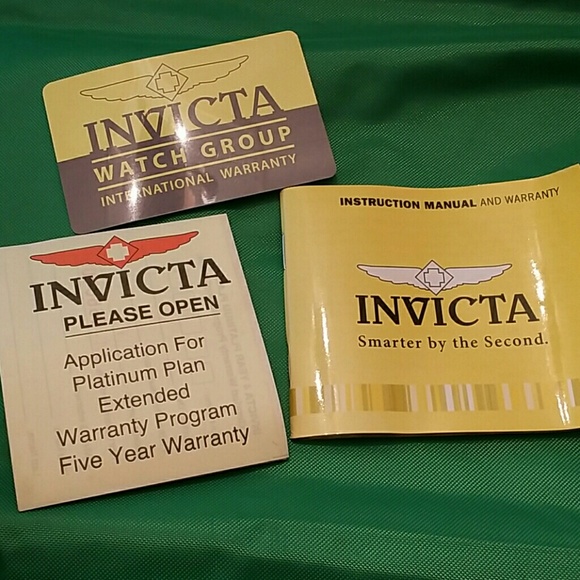 INVICTA
WATCH GROUP
INTERNATIONAL WARRANTY
INSTRUCTION MANUAL AND WARRANTY
INVICTA
Smarter by the Second.
INVICTA
PLEASE OPEN
Application For
Platinum Plan
Extended
Warranty Program
Five Year Warranty